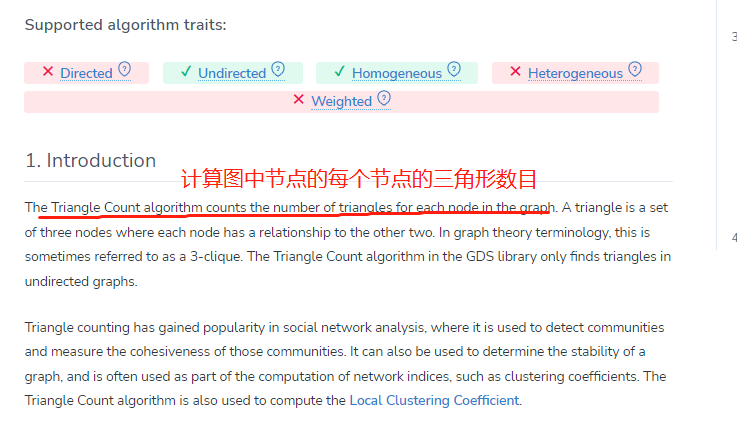 Supported algorithm traits:
✕ Directed ✓ Undirected ✓ Homogeneous ✕ Heterogeneous
✕ Weighted
1. Introduction
计算图中节点的每个节点的三角形数目
The Triangle Count algorithm counts the number of triangles for each node in the graph. A triangle is a set
of three nodes where each node has a relationship to the other two. In graph theory terminology, this is
sometimes referred to as a 3-clique. The Triangle Count algorithm in the GDS library only finds triangles in
undirected graphs.
Triangle counting has gained popularity in social network analysis, where it is used to detect communities
and measure the cohesiveness of those communities. It can also be used to determine the stability of a
graph, and is often used as part of the computation of network indices, such as clustering coefficients. The
Triangle Count algorithm is also used to compute the Local Clustering Coefficient.
3
4